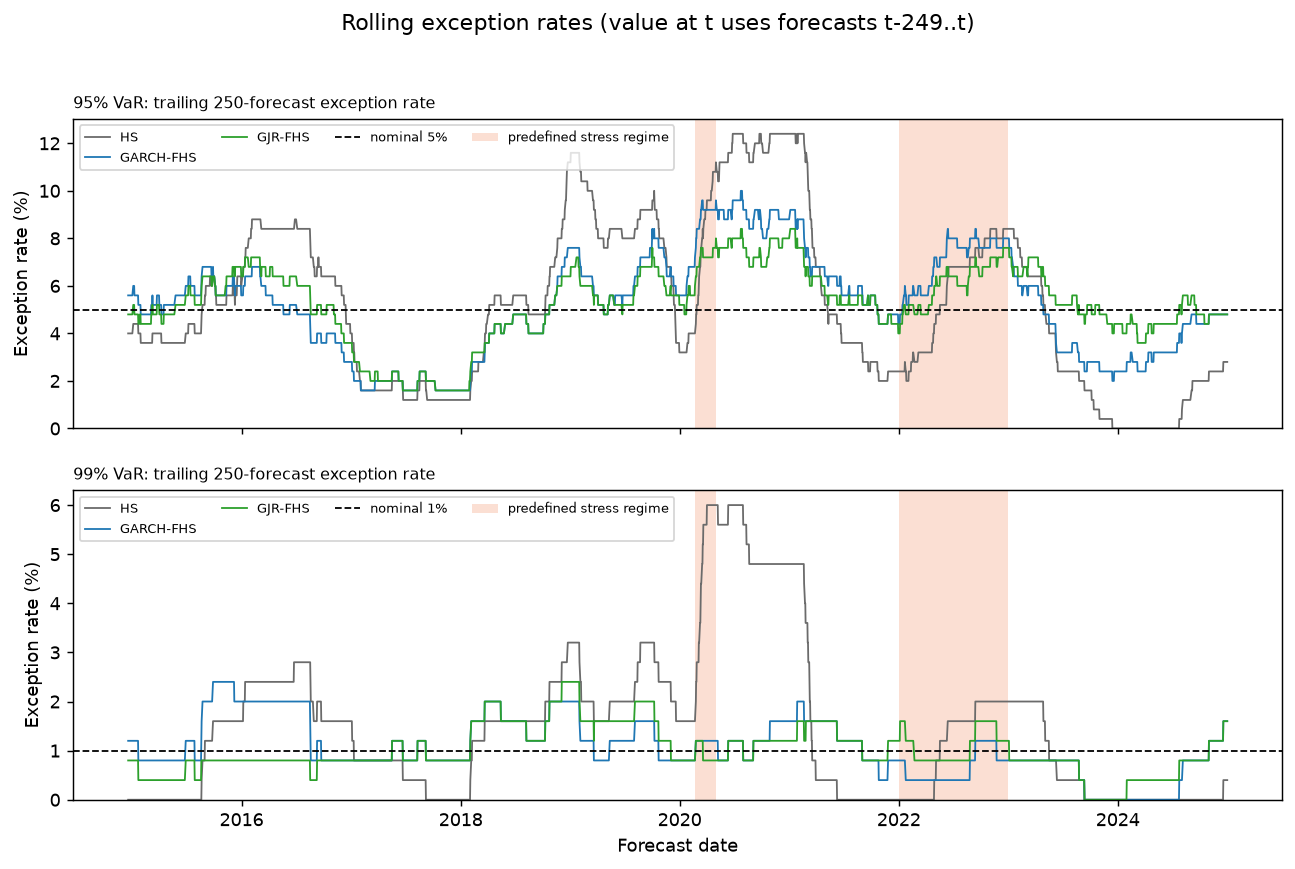 Rolling exception rates (value at t uses forecasts t-249..t)
95% VaR: trailing 250-forecast exception rate
HS GJR-FHS nominal 5% predefined stress regime
GARCH-FHS
Exception rate (%)
12
10
8
6
4
2
0
99% VaR: trailing 250-forecast exception rate
HS GJR-FHS nominal 1% predefined stress regime
GARCH-FHS
Exception rate (%)
6
5
4
3
2
1
0
2016 2018 2020 2022 2024
Forecast date